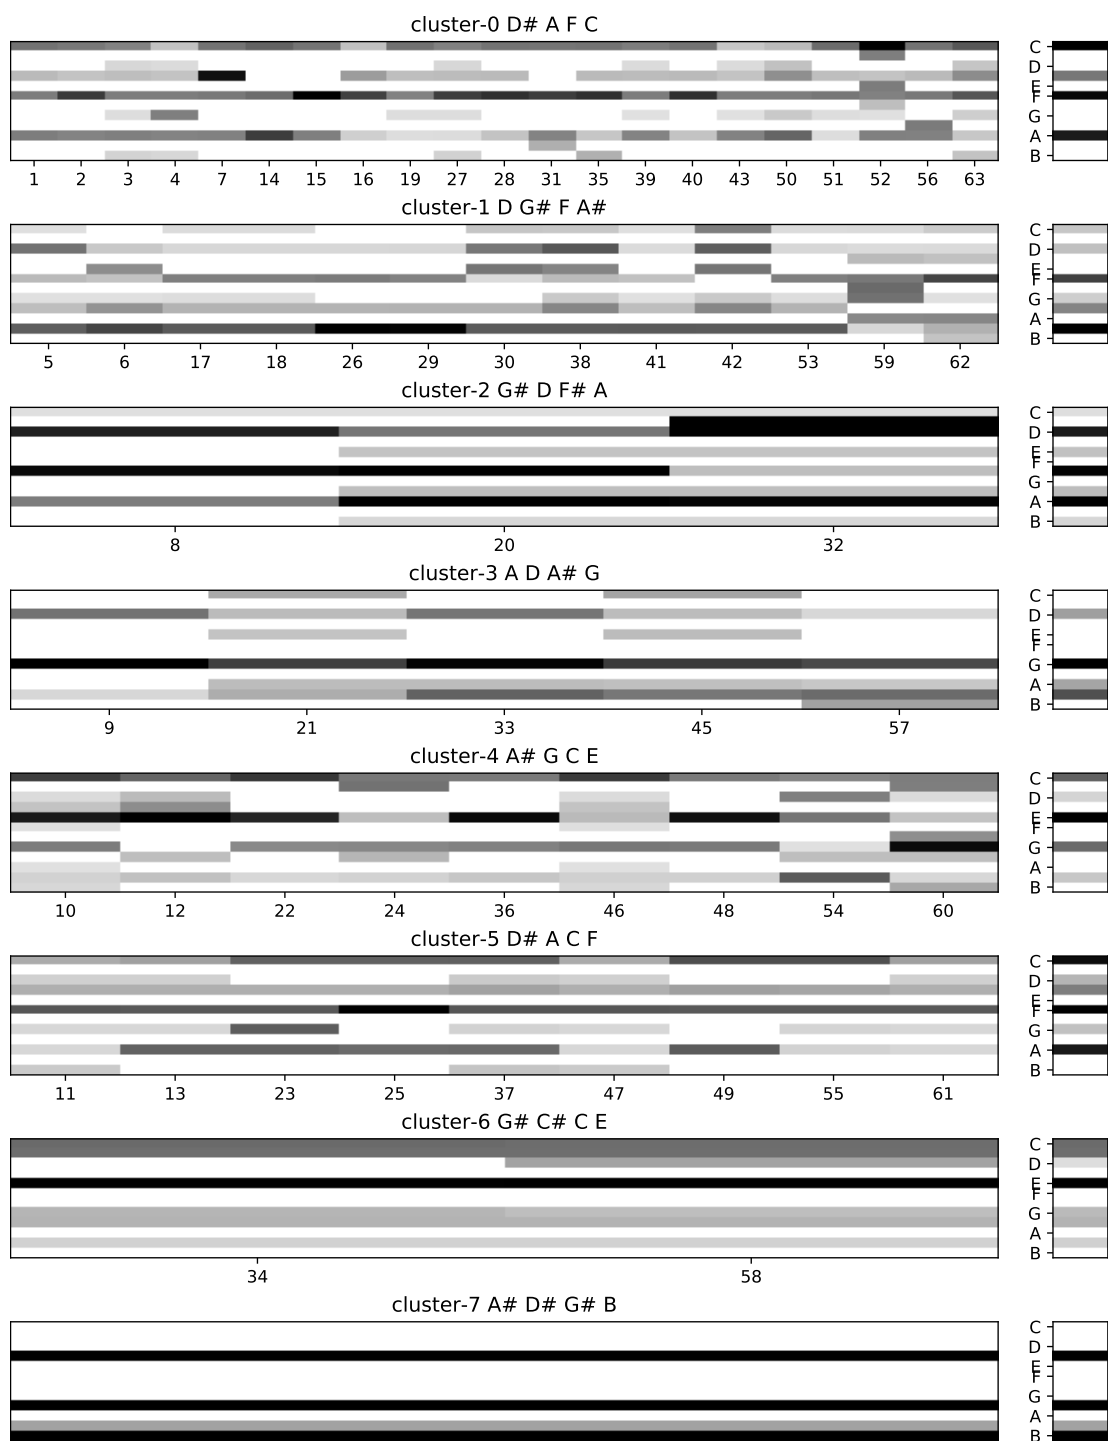 cluster-0 D# A F C
C
D
E
F
G
A
B
1 2 3 4 7 14 15 16 19 27 28 31 35 39 40 43 50 51 52 56 63
cluster-1 D G# F A#
C
D
E
F
G
A
B
5 6 17 18 26 29 30 38 41 42 53 59 62
cluster-2 G# D F# A
C
D
E
F
G
A
B
8 20 32
cluster-3 A D A# G
C
D
E
F
G
A
B
9 21 33 45 57
cluster-4 A# G C E
C
D
E
F
G
A
B
10 12 22 24 36 46 48 54 60
cluster-5 D# A C F
C
D
E
F
G
A
B
11 13 23 25 37 47 49 55 61
cluster-6 G# C# C E
C
D
E
F
G
A
B
34 58
cluster-7 A# D# G# B
C
D
E
F
G
A
B